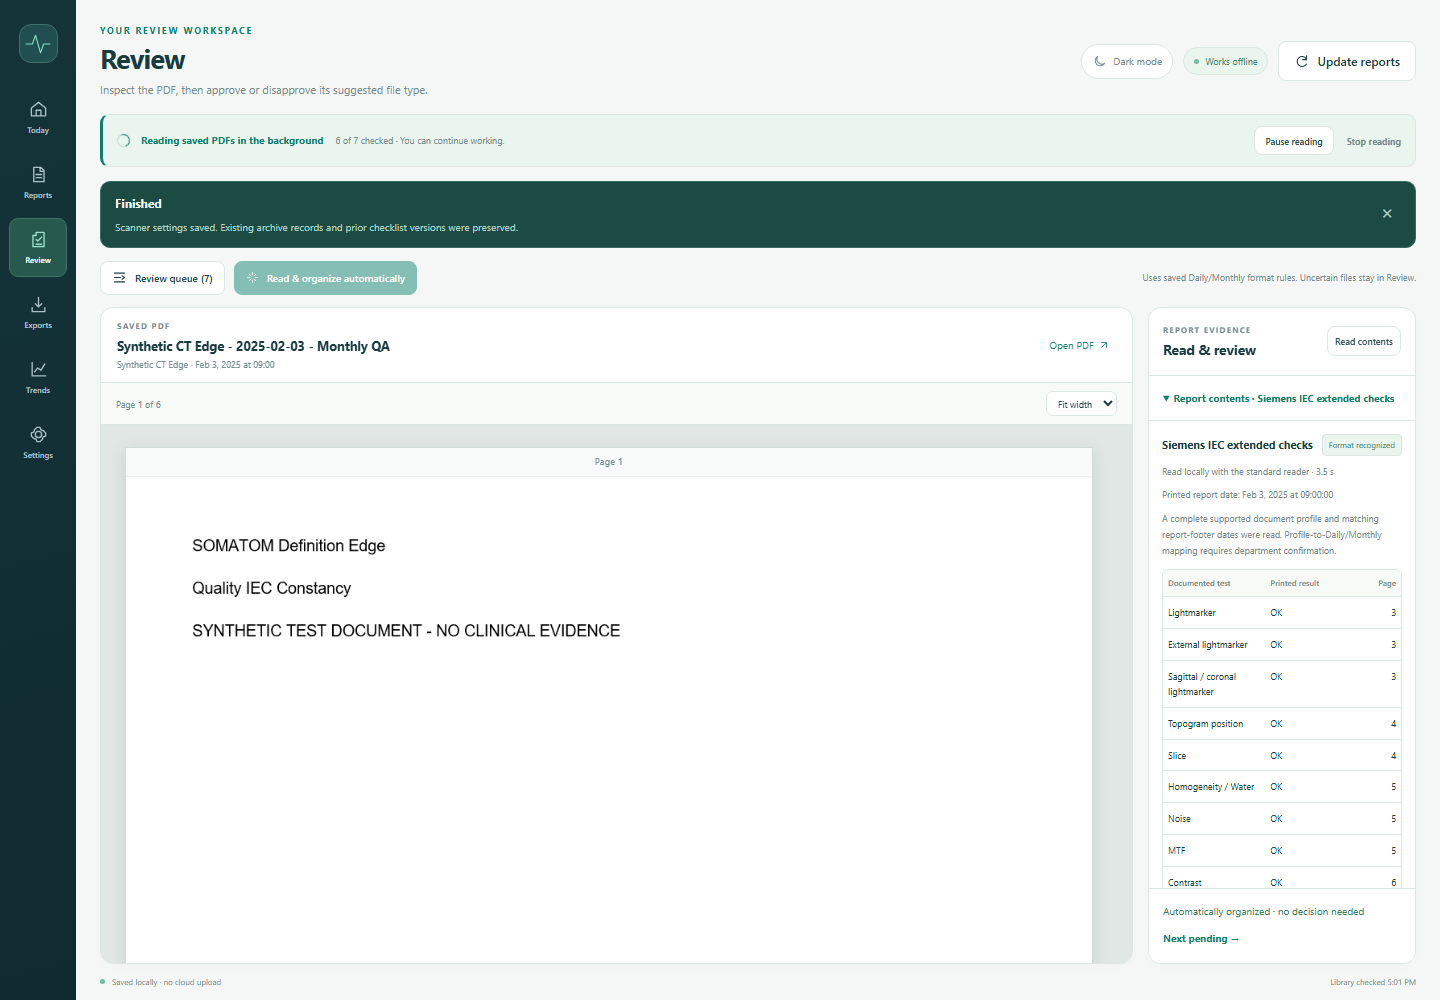 YOUR REVIEW WORKSPACE
Review
Inspect the PDF, then approve or disapprove its suggested file type.
Dark mode
Works offline
Update reports
Today
Reports
Review
Exports
Trends
Settings
Reading saved PDFs in the background 6 of 7 checked · You can continue working.
Pause reading
Stop reading
Finished
Scanner settings saved. Existing archive records and prior checklist versions were preserved.
Review queue (7)
Read & organize automatically
Uses saved Daily/Monthly format rules. Uncertain files stay in Review.
SAVED PDF
Synthetic CT Edge - 2025-02-03 - Monthly QA
Synthetic CT Edge · Feb 3, 2025 at 09:00
Open PDF
Page 1 of 6
Fit width
Page 1
SOMATOM Definition Edge
Quality IEC Constancy
SYNTHETIC TEST DOCUMENT - NO CLINICAL EVIDENCE
REPORT EVIDENCE
Read & review
Read contents
▼ Report contents · Siemens IEC extended checks
Siemens IEC extended checks
Format recognized
Read locally with the standard reader · 3.5 s
Printed report date: Feb 3, 2025 at 09:00:00
A complete supported document profile and matching
report-footer dates were read. Profile-to-Daily/Monthly
mapping requires department confirmation.
Documented test Printed result Page
Lightmarker OK 3
External lightmarker OK 3
Sagittal / coronal OK 3
lightmarker
Topogram position OK 4
Slice OK 4
Homogeneity / Water OK 5
Noise OK 5
MTF OK 5
Contrast OK 6
Automatically organized · no decision needed
Next pending →
Saved locally · no cloud upload
Library checked 5:01 PM